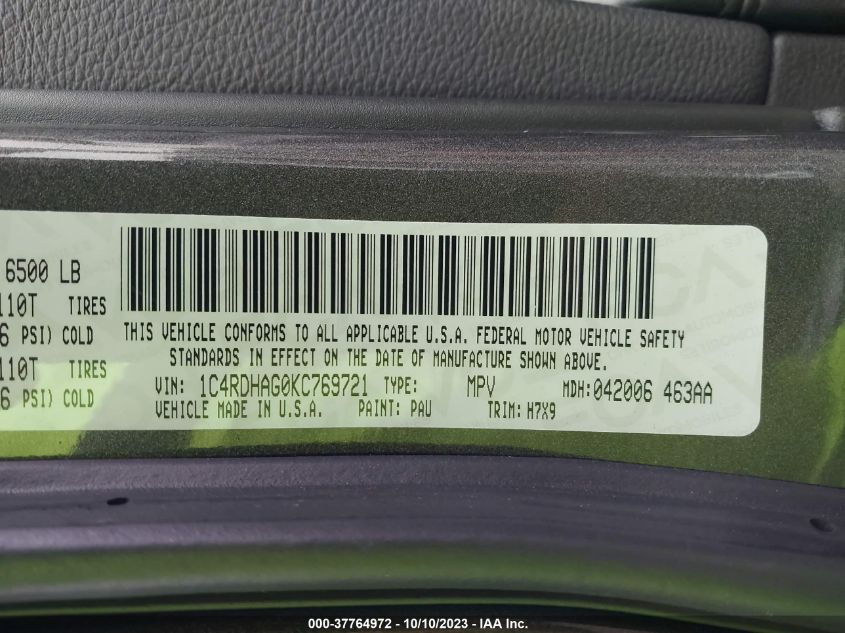 6500 LB
110T TIRES
6 PSI) COLD
110T TIRES
6 PSI) COLD
THIS VEHICLE CONFORMS TO ALL APPLICABLE U.S.A. FEDERAL MOTOR VEHICLE SAFETY
STANDARDS IN EFFECT ON THE DATE OF MANUFACTURE SHOWN ABOVE.
VIN: 1C4RDHAG0KC769721 TYPE: MPV MDH:042006 463AA
VEHICLE MADE IN U.S.A. PAINT: PAU TRIM: H7X9
000-37764972 - 10/10/2023 - IAA Inc.